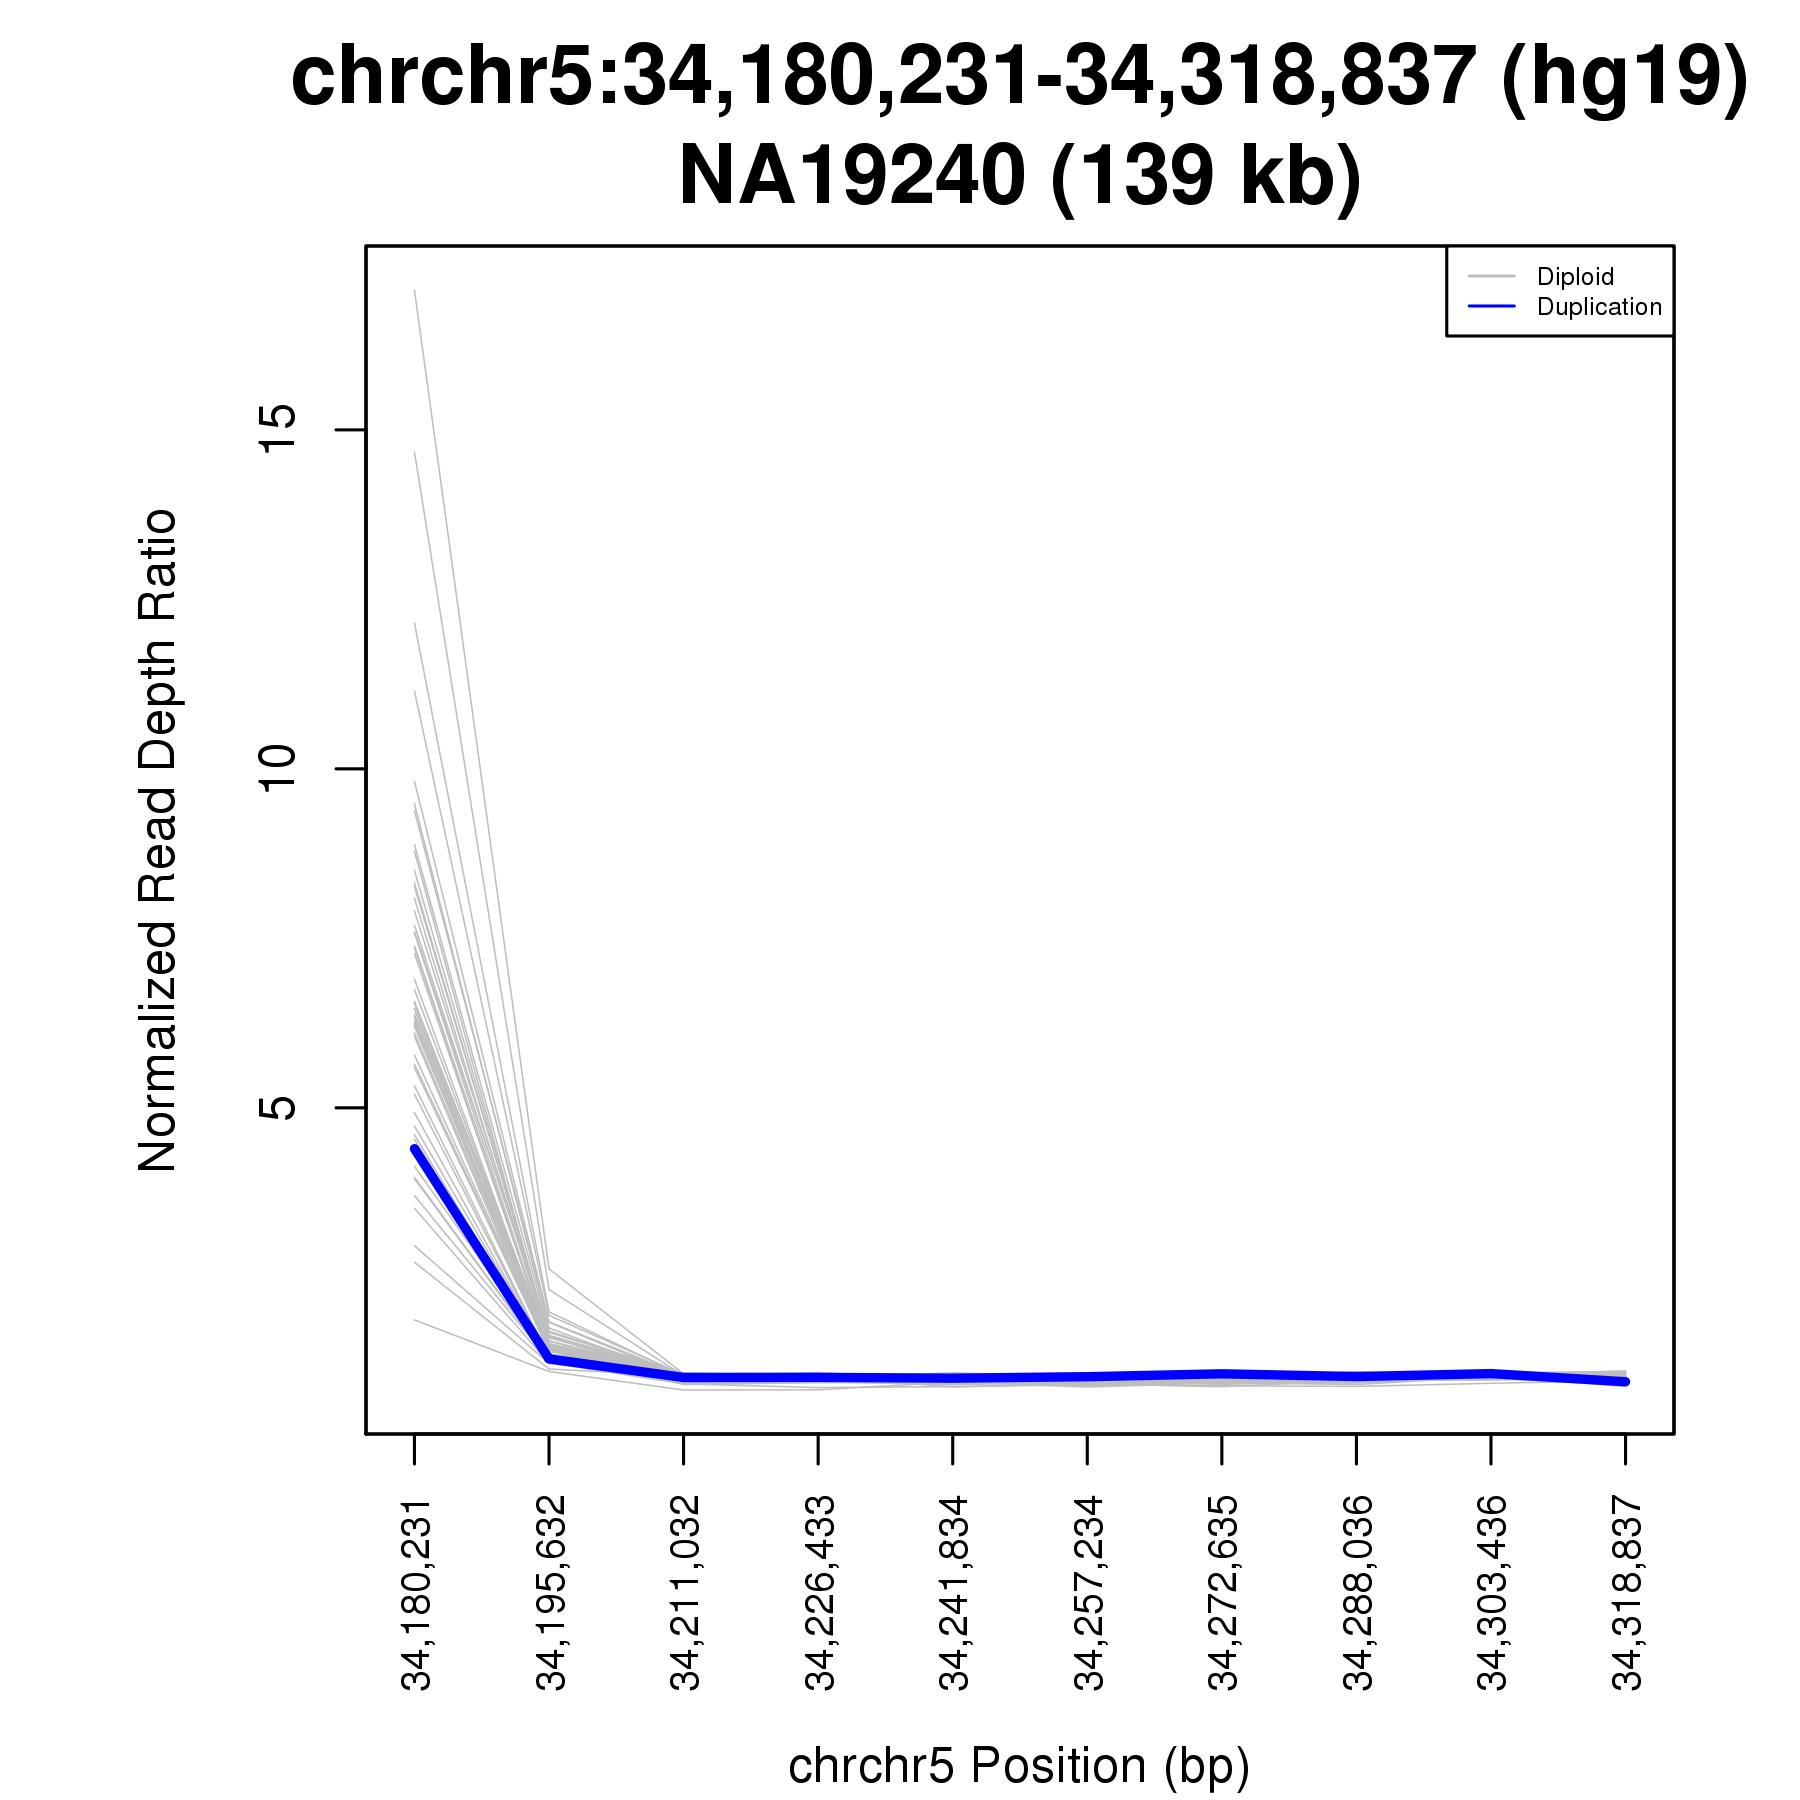 chrchr5:34,180,231-34,318,837 (hg19)
NA19240 (139 kb)
Diploid
Duplication
Normalized Read Depth Ratio
15
10
5
34,180,231
34,195,632
34,211,032
34,226,433
34,241,834
34,257,234
34,272,635
34,288,036
34,303,436
34,318,837
chrchr5 Position (bp)